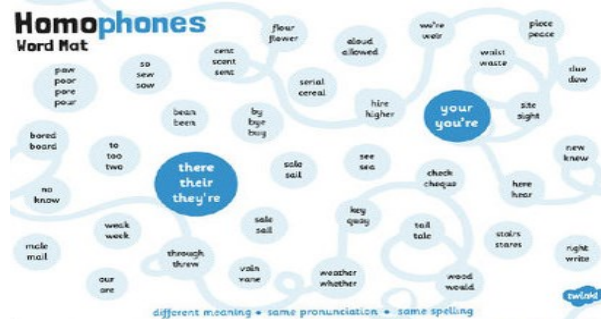 Homophones
Word Mat
flour
flower
we're
weir
piece
peace
cent
scent
sent
aloud
allowed
so
sew
sow
waist
waste
paw
poor
pore
pour
due
dew
serial
cereal
hire
higher
your
you're
site
sight
bean
been
by
bye
buy
bored
board
to
too
two
new
knew
there
their
they're
sale
sail
see
sea
check
cheque
here
hear
no
know
key
quay
weak
week
sale
sail
tail
tale
stairs
stares
male
mail
through
threw
right
write
vain
vane
weather
whether
wood
would
our
are
twinkl
different meaning • same pronunciation • same spelling